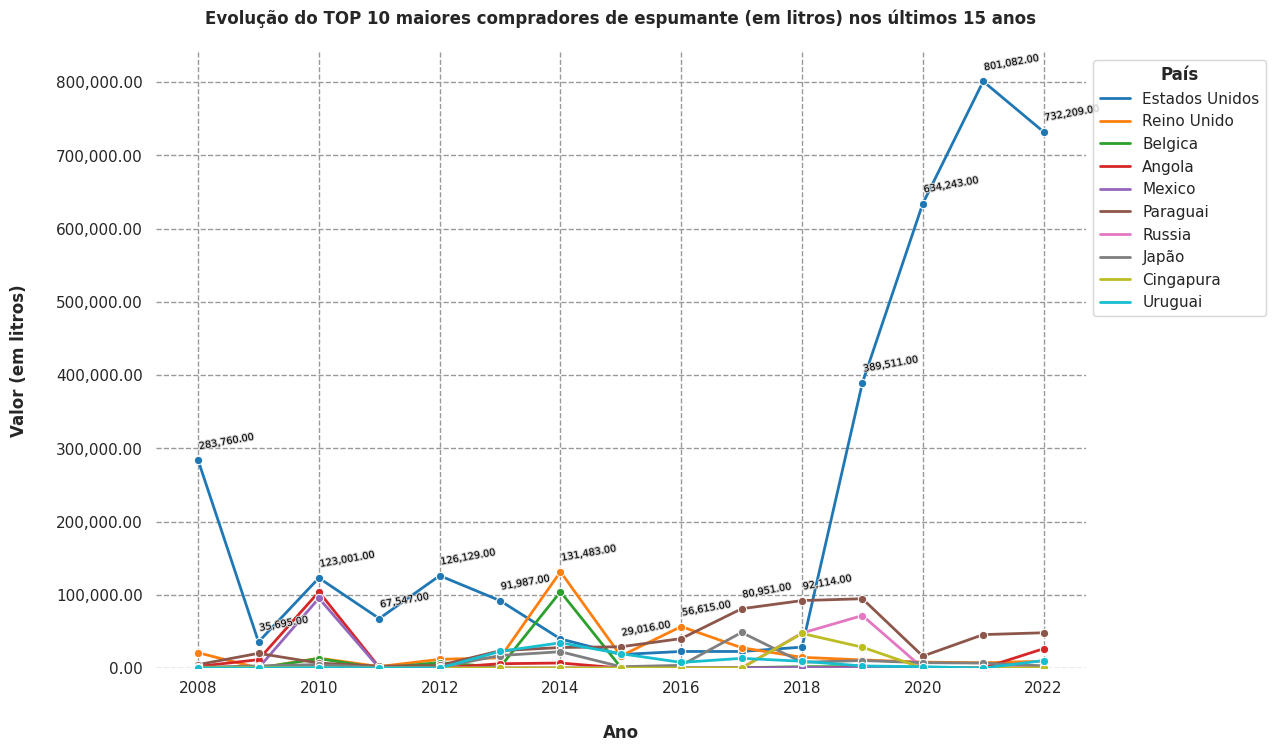 Evolução do TOP 10 maiores compradores de espumante (em litros) nos últimos 15 anos
Valor (em litros)
800,000.00
700,000.00
600,000.00
500,000.00
400,000.00
300,000.00
200,000.00
100,000.00
0.00
283,760.00
35,695.00
123,001.00
67,547.00
126,129.00
91,987.00
131,483.00
29,016.00
56,615.00
80,951.00
92,114.00
389,511.00
634,243.00
801,082.00
732,209.00
2008
2010
2012
2014
2016
2018
2020
2022
Ano
País
Estados Unidos
Reino Unido
Belgica
Angola
Mexico
Paraguai
Russia
Japão
Cingapura
Uruguai